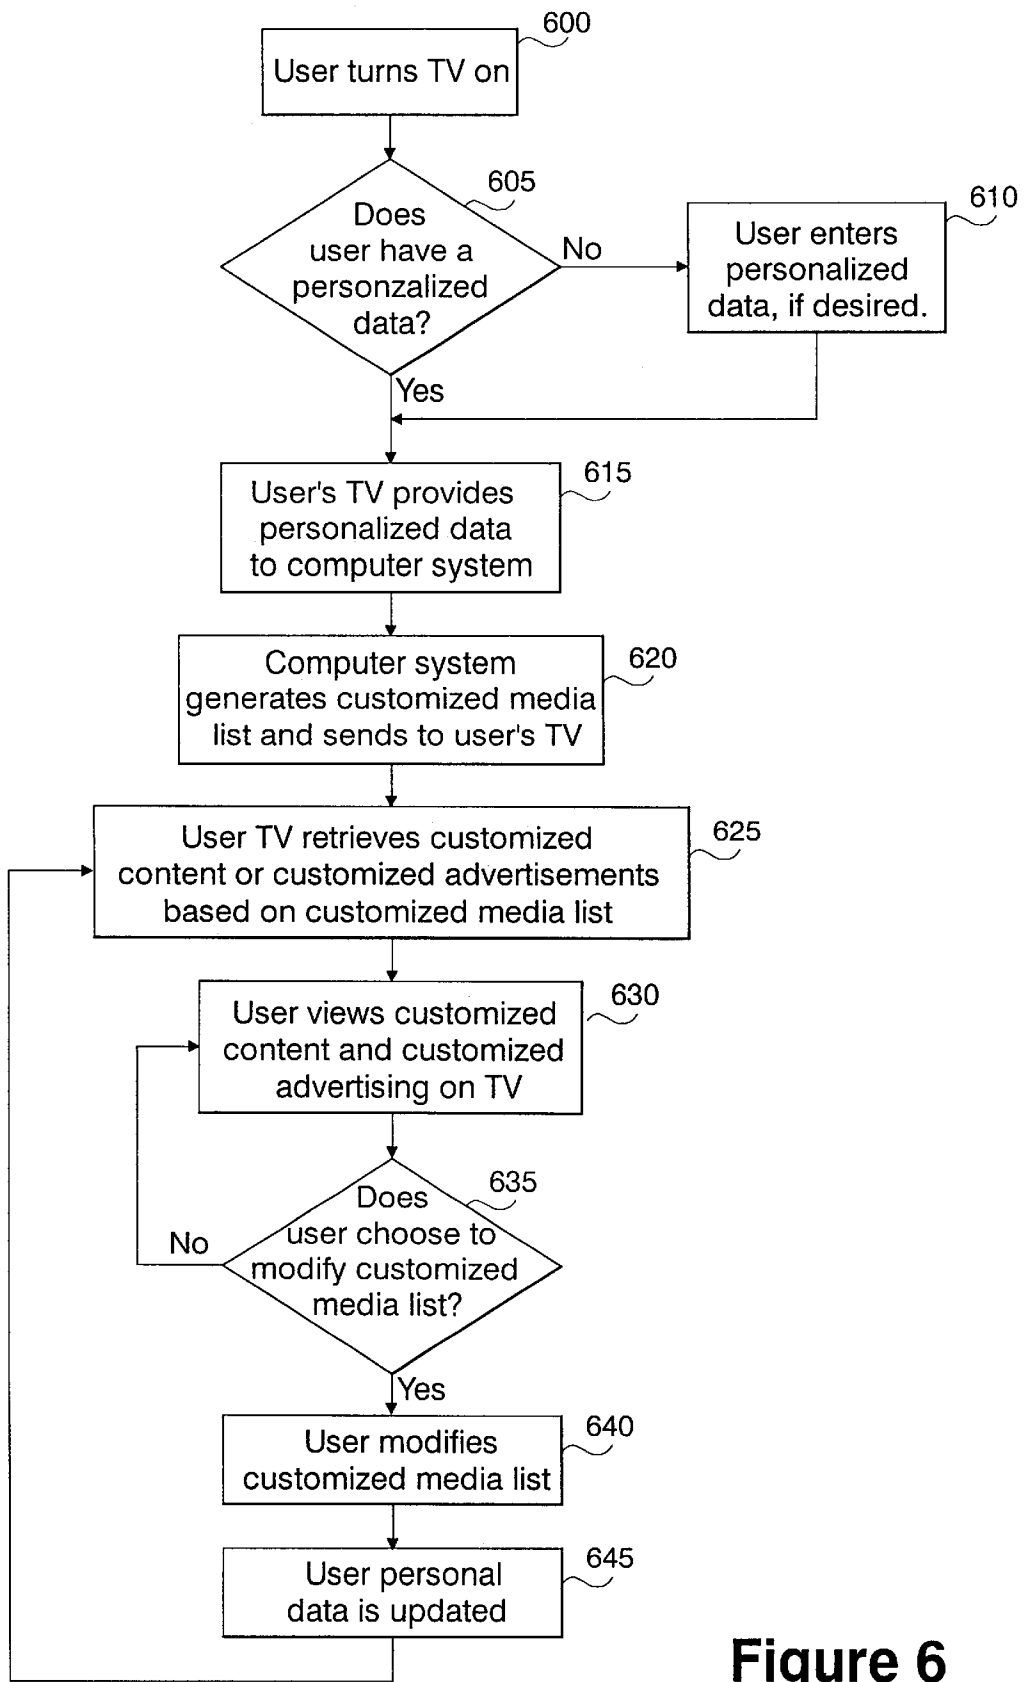 600
User turns TV on
605
Does
user have a
personzalized
data?
No
610
User enters
personalized
data, if desired.
Yes
615
User's TV provides
personalized data
to computer system
620
Computer system
generates customized media
list and sends to user's TV
625
User TV retrieves customized
content or customized advertisements
based on customized media list
630
User views customized
content and customized
advertising on TV
635
Does
user choose to
modify customized
media list?
No
Yes
640
User modifies
customized media list
645
User personal
data is updated
Figure 6